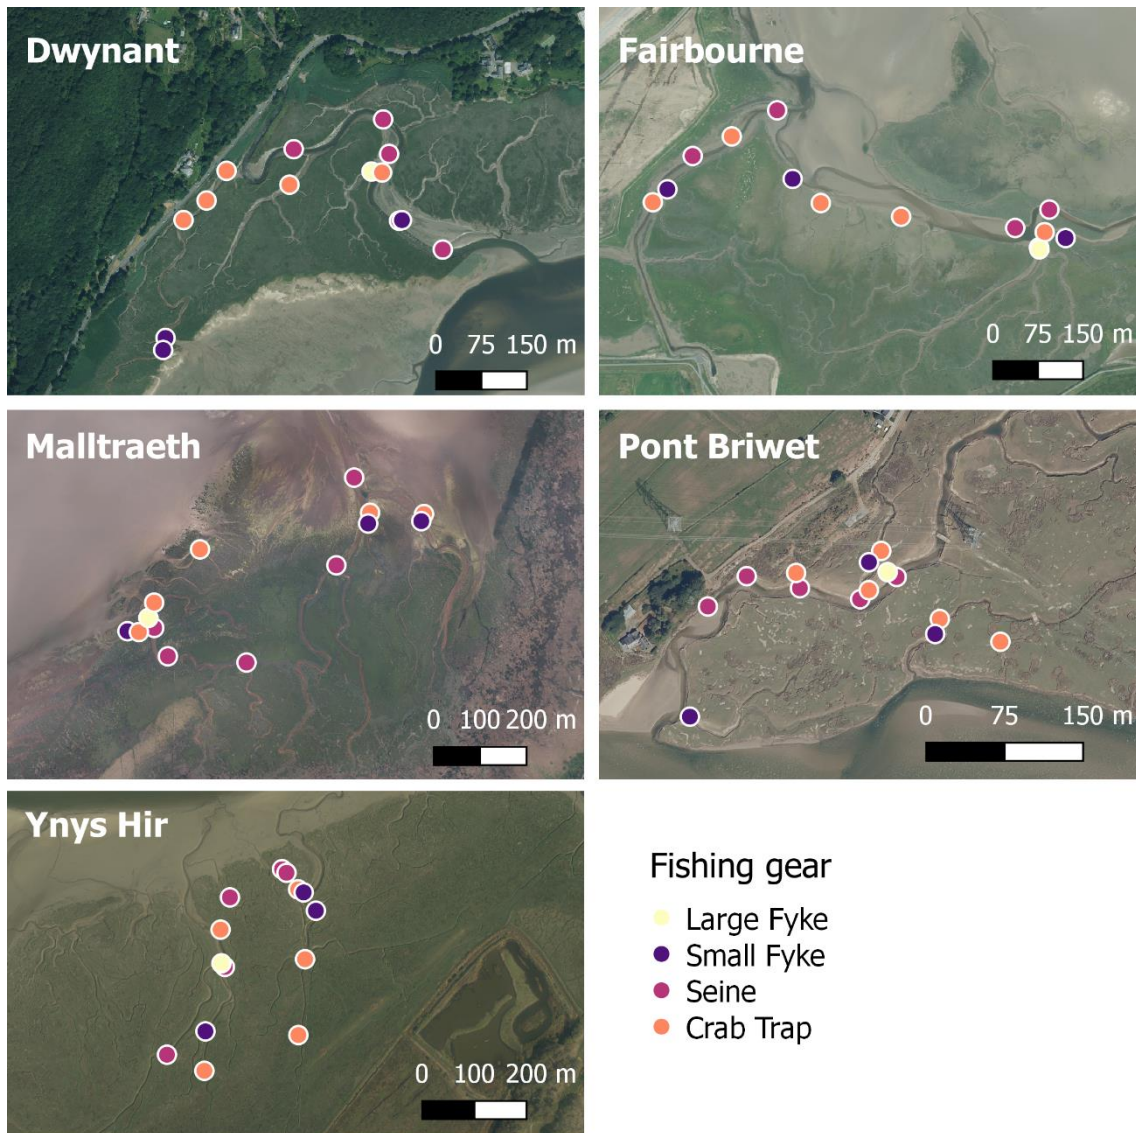 Dwynant
0 75 150 m
Fairbourne
0 75 150 m
Malltraeth
0 100 200 m
Pont Briwet
0 75 150 m
Ynys Hir
0 100 200 m
Fishing gear
Large Fyke
Small Fyke
Seine
Crab Trap